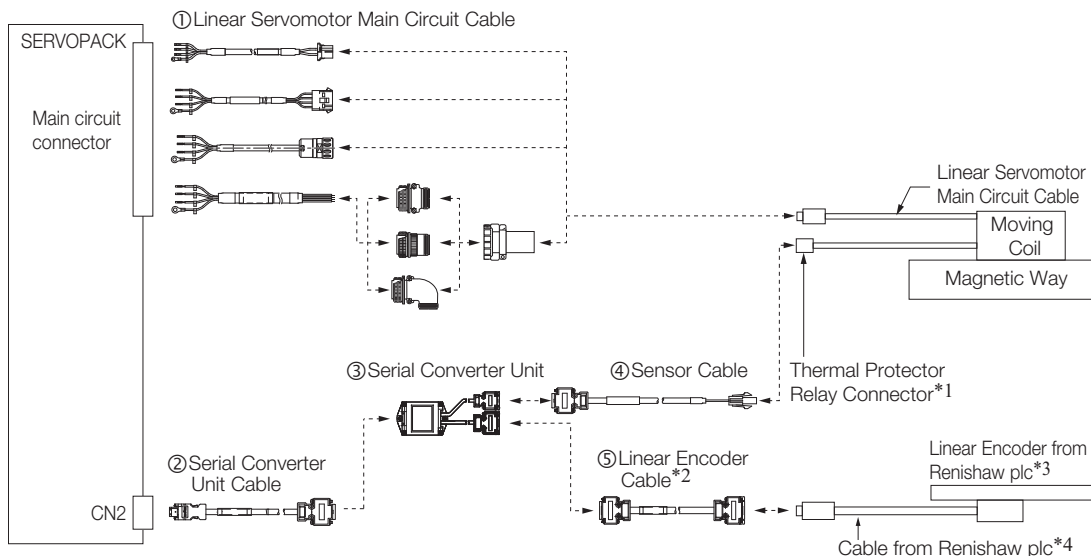 ①Linear Servomotor Main Circuit Cable
SERVOPACK
Main circuit
connector
Linear Servomotor
Main Circuit Cable
Moving
Coil
Magnetic Way
Thermal Protector
Relay Connector*1
③Serial Converter Unit
④Sensor Cable
②Serial Converter
Unit Cable
⑤Linear Encoder
Cable*2
Linear Encoder from
Renishaw plc*3
CN2
Cable from Renishaw plc*4